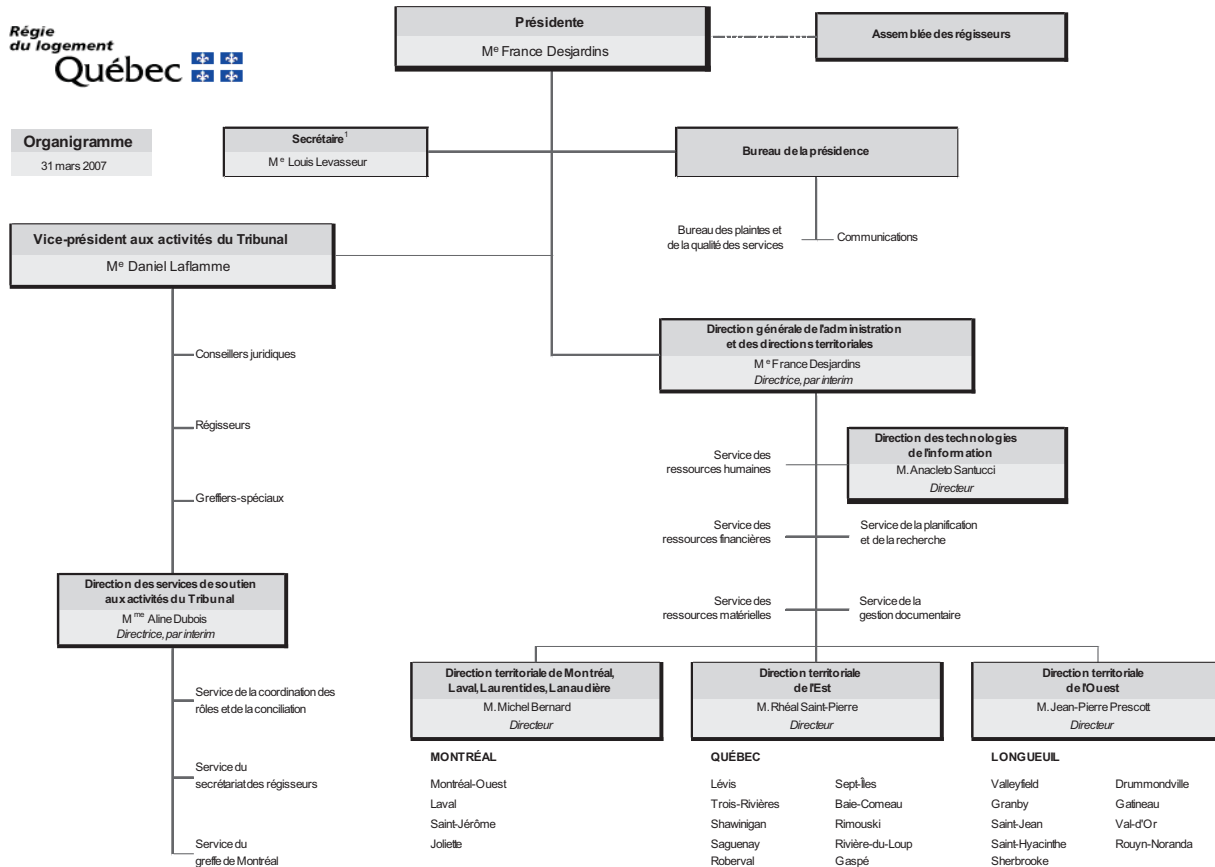 Régie
du logement
Québec
Organigramme
31 mars 2007
Présidente
Me France Desjardins
Assemblée des régisseurs
Secrétaire1
Me Louis Levasseur
Bureau de la présidence
Bureau des plaintes et
de la qualité des services
Communications
Vice-président aux activités du Tribunal
Me Daniel Laflamme
Conseillers juridiques
Régisseurs
Greffiers-spéciaux
Direction des services de soutien
aux activités du Tribunal
Mme Aline Dubois
Directrice, par interim
Service de la coordination des
rôles et de la conciliation
Service du
secrétariat des régisseurs
Service du
greffe de Montréal
Direction générale de l'administration
et des directions territoriales
Me France Desjardins
Directrice, par interim
Service des
ressources humaines
Direction des technologies
de l'information
M. Anacleto Santucci
Directeur
Service des
ressources financières
Service de la planification
et de la recherche
Service des
ressources matérielles
Service de la
gestion documentaire
Direction territoriale de Montréal,
Laval, Laurentides, Lanaudière
M. Michel Bernard
Directeur
MONTRÉAL
Montréal-Ouest
Laval
Saint-Jérôme
Joliette
Direction territoriale
de l'Est
M. Rhéal Saint-Pierre
Directeur
QUÉBEC
Lévis
Trois-Rivières
Shawinigan
Saguenay
Roberval
Sept-Îles
Baie-Comeau
Rimouski
Rivière-du-Loup
Gaspé
Direction territoriale
de l'Ouest
M. Jean-Pierre Prescott
Directeur
LONGUEUIL
Valleyfield
Granby
Saint-Jean
Saint-Hyacinthe
Sherbrooke
Drummondville
Gatineau
Val-d'Or
Rouyn-Noranda